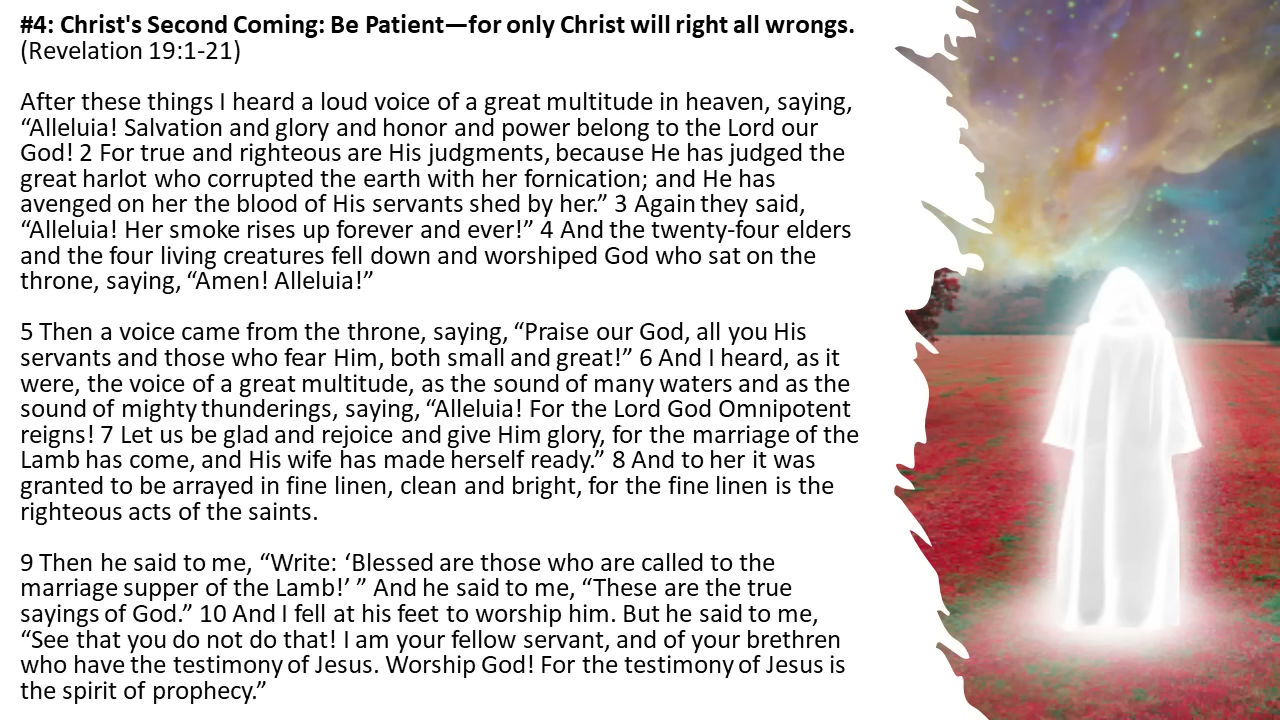 #4: Christ's Second Coming: Be Patient—for only Christ will right all wrongs.
(Revelation 19:1-21)
After these things I heard a loud voice of a great multitude in heaven, saying,
“Alleluia! Salvation and glory and honor and power belong to the Lord our
God! 2 For true and righteous are His judgments, because He has judged the
great harlot who corrupted the earth with her fornication; and He has
avenged on her the blood of His servants shed by her.” 3 Again they said,
“Alleluia! Her smoke rises up forever and ever!” 4 And the twenty-four elders
and the four living creatures fell down and worshiped God who sat on the
throne, saying, “Amen! Alleluia!”
5 Then a voice came from the throne, saying, “Praise our God, all you His
servants and those who fear Him, both small and great!” 6 And I heard, as it
were, the voice of a great multitude, as the sound of many waters and as the
sound of mighty thunderings, saying, “Alleluia! For the Lord God Omnipotent
reigns! 7 Let us be glad and rejoice and give Him glory, for the marriage of the
Lamb has come, and His wife has made herself ready.” 8 And to her it was
granted to be arrayed in fine linen, clean and bright, for the fine linen is the
righteous acts of the saints.
9 Then he said to me, “Write: ‘Blessed are those who are called to the
marriage supper of the Lamb!’ ” And he said to me, “These are the true
sayings of God.” 10 And I fell at his feet to worship him. But he said to me,
“See that you do not do that! I am your fellow servant, and of your brethren
who have the testimony of Jesus. Worship God! For the testimony of Jesus is
the spirit of prophecy.”